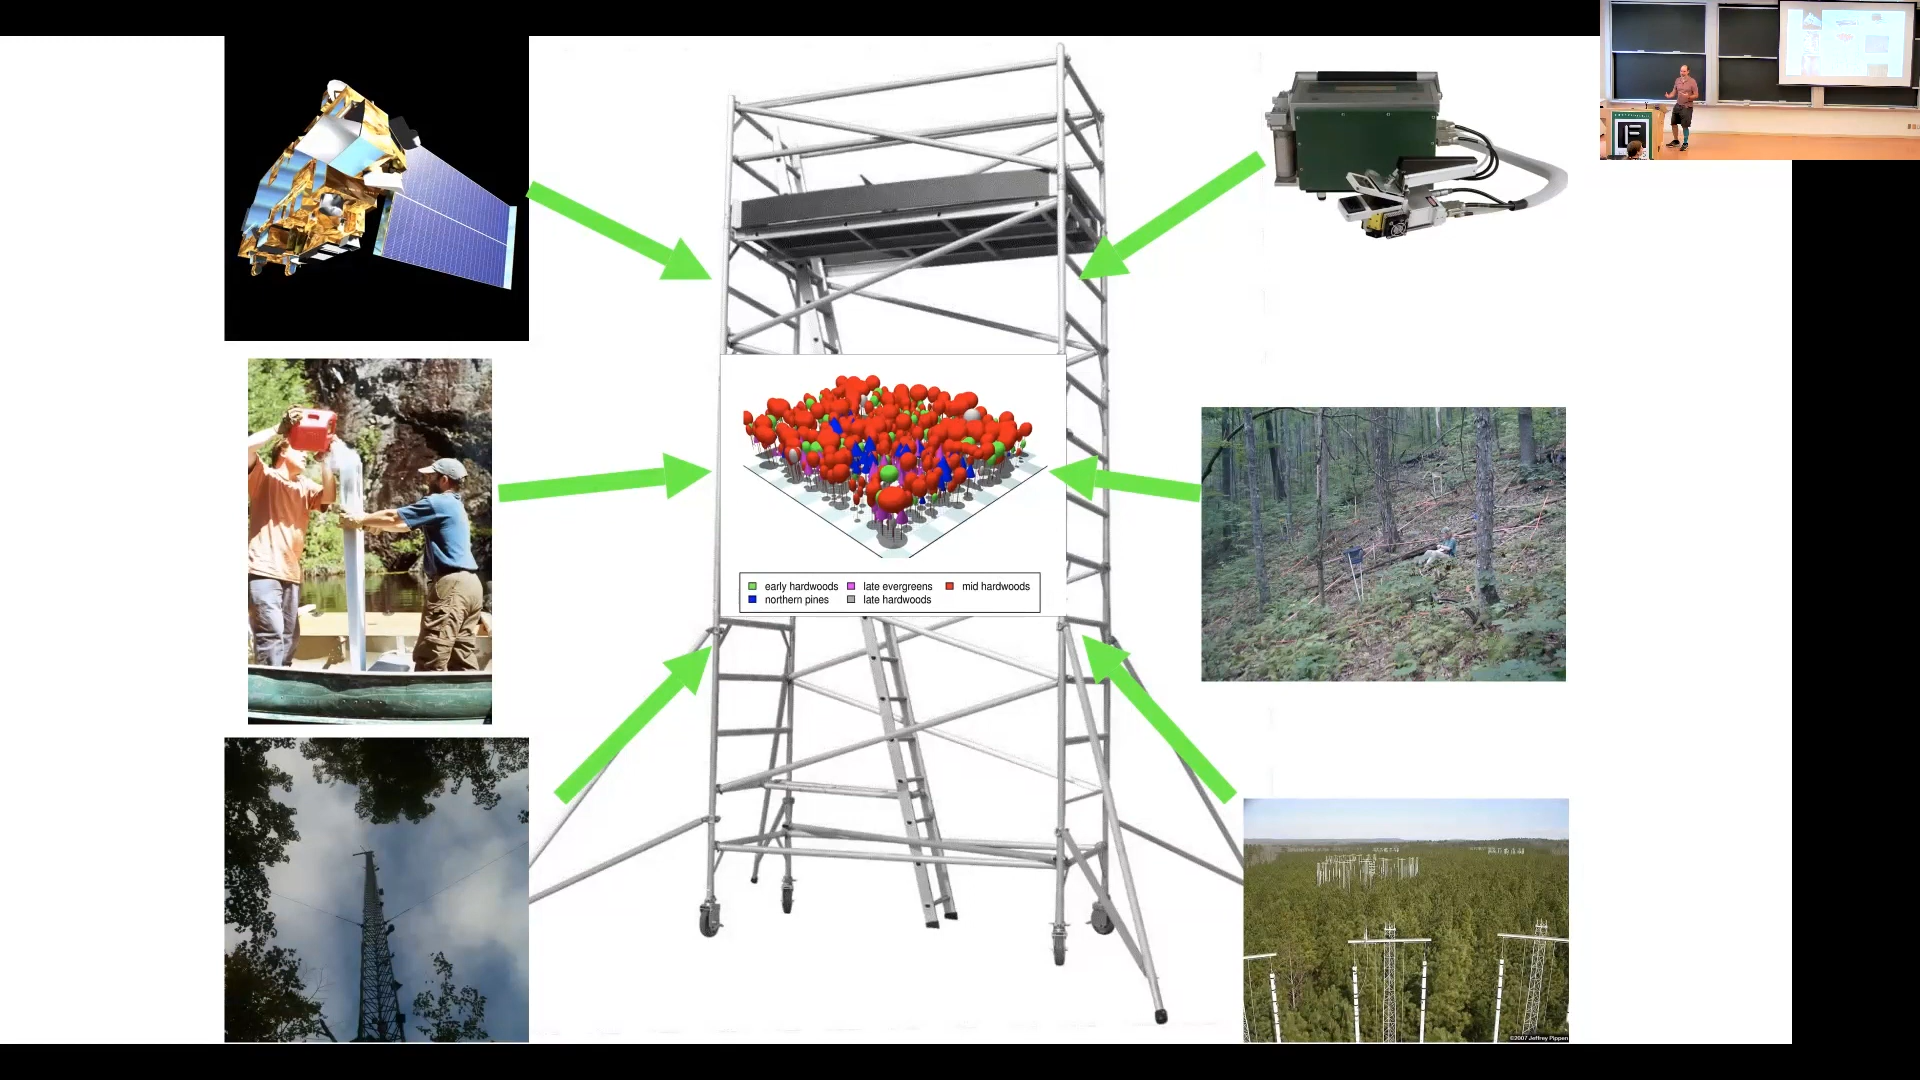 early hardwoods late evergreens mid hardwoods
northern pines late hardwoods
©2007 Jeffrey Pippen